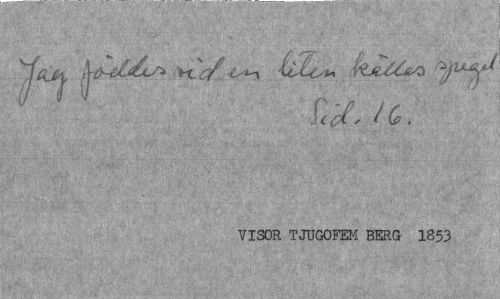 Jag föddes vid en liten källas spegel
Sid. 16.
VISOR TJUGOFEM BERG 1853